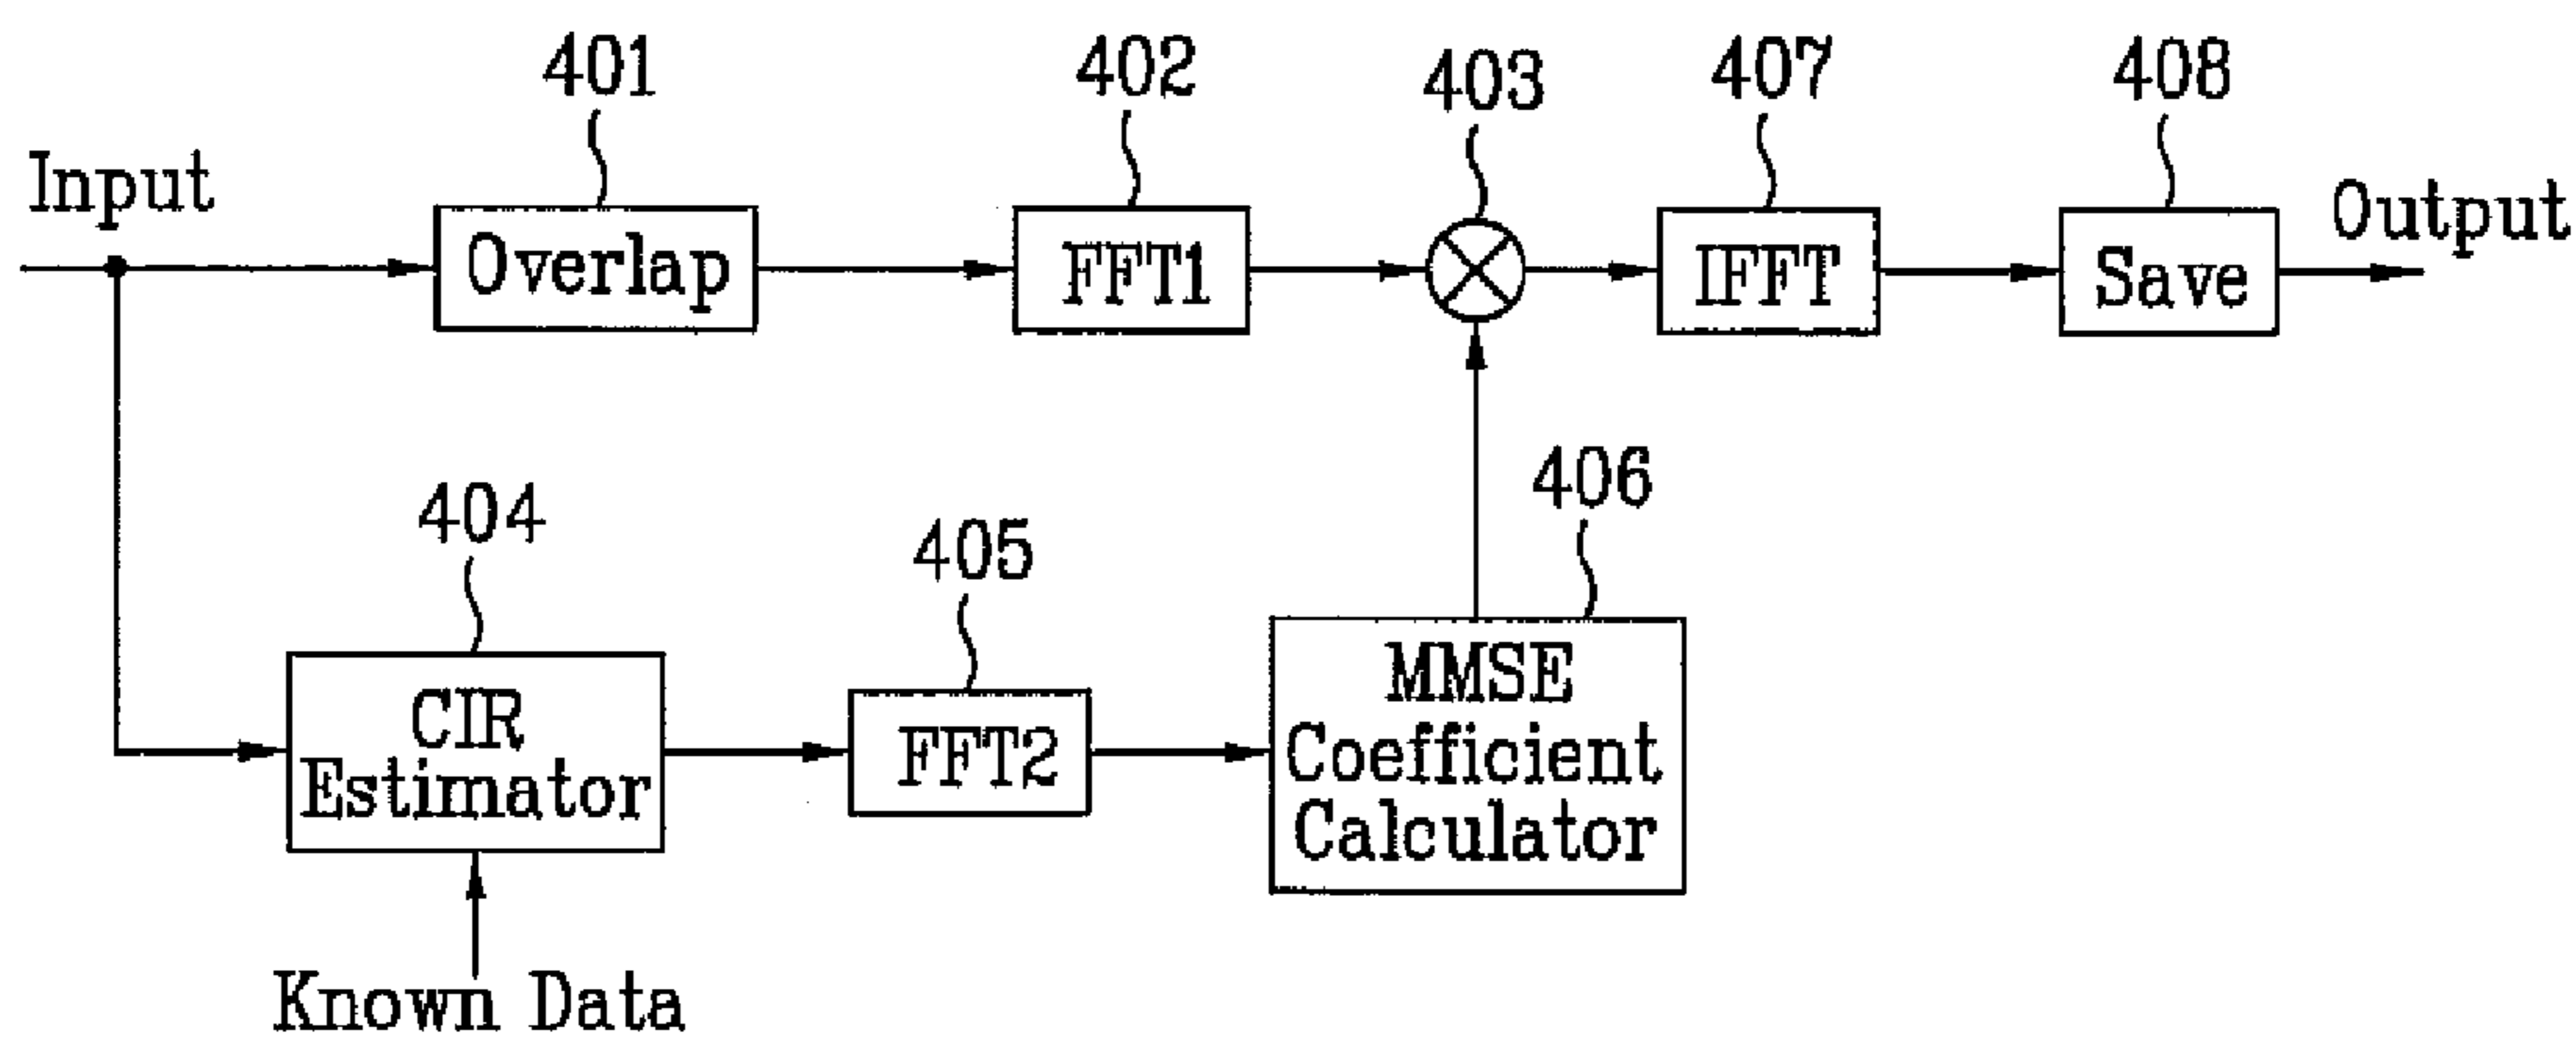 401
402
403
407
408
Input
Overlap
FFT1
IFFT
Save
Output
404
405
406
CIR
Estimator
FFT2
MMSE
Coefficient
Calculator
Known Data